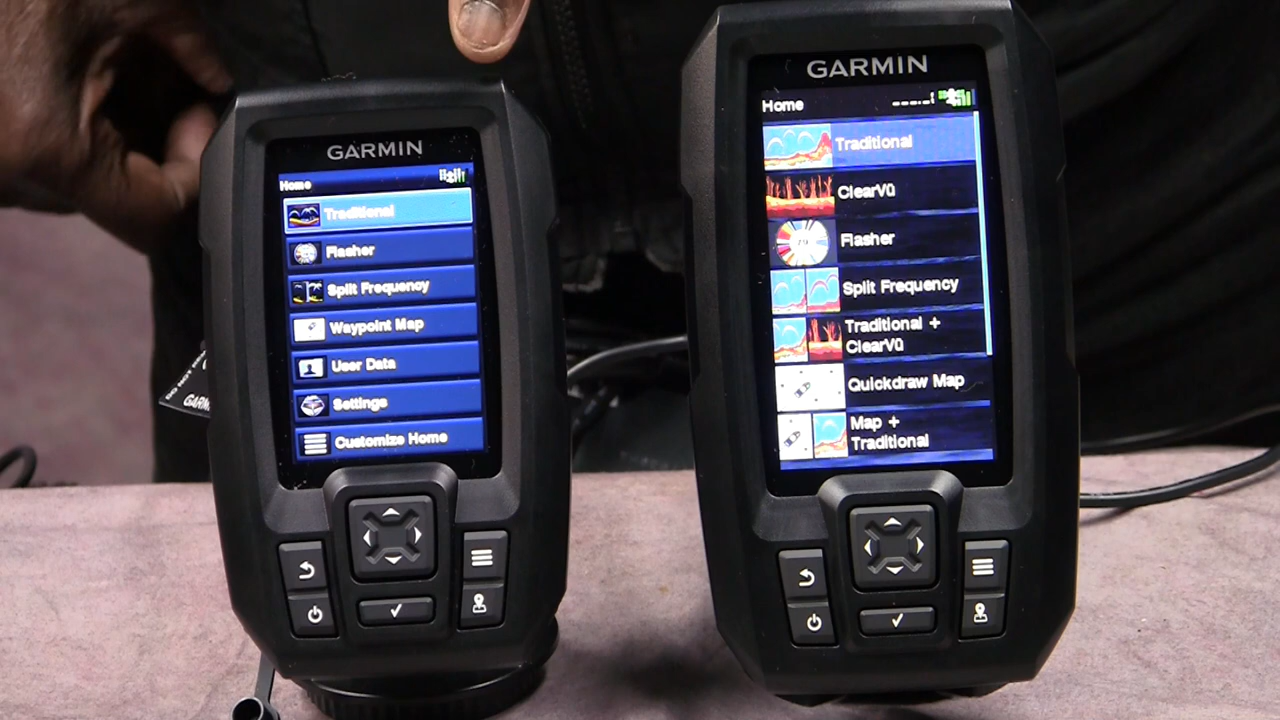 GARMIN
Home
Traditional
Flasher
Split Frequency
Waypoint Map
User Data
Settings
Customize Home
GARMIN
Home
Traditional
ClearVü
Flasher
Split Frequency
Traditional +
ClearVü
Quickdraw Map
Map +
Traditional